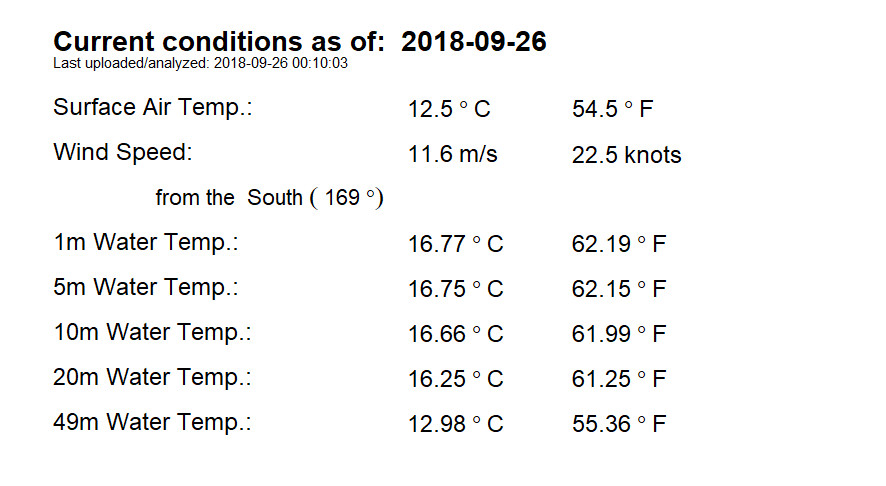 Current conditions as of: 2018-09-26
Last uploaded/analyzed: 2018-09-26 00:10:03
Surface Air Temp.: 12.5 ° C 54.5 ° F
Wind Speed: 11.6 m/s 22.5 knots
from the South ( 169 °)
1m Water Temp.: 16.77 ° C 62.19 ° F
5m Water Temp.: 16.75 ° C 62.15 ° F
10m Water Temp.: 16.66 ° C 61.99 ° F
20m Water Temp.: 16.25 ° C 61.25 ° F
49m Water Temp.: 12.98 ° C 55.36 ° F